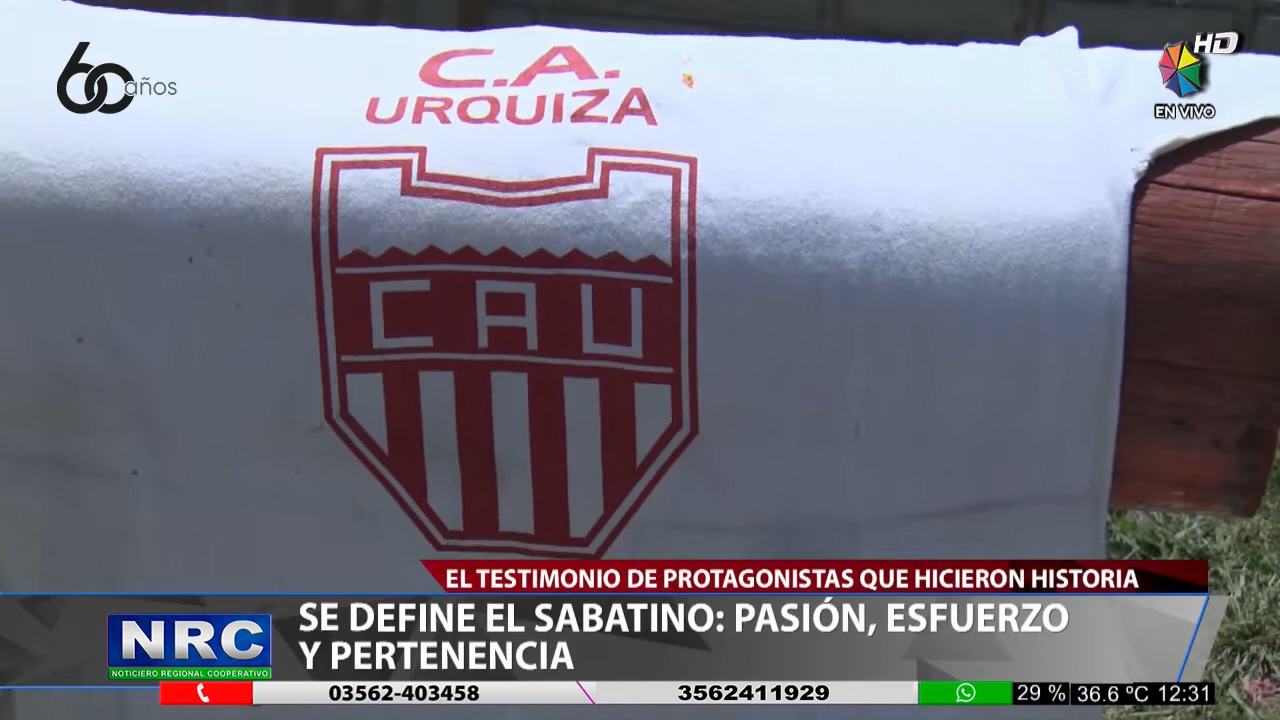 60 años
HD
EN VIVO
C.A.
URQUIZA
CAU
EL TESTIMONIO DE PROTAGONISTAS QUE HICIERON HISTORIA
SE DEFINE EL SABATINO: PASIÓN, ESFUERZO
Y PERTENENCIA
NRC
NOTICIERO REGIONAL COOPERATIVO
03562-403458
3562411929
29 % 36.6 ºC 12:31